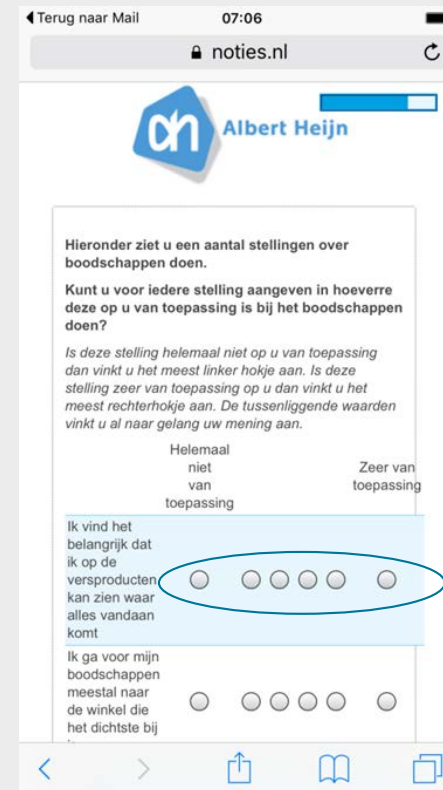 Terug naar Mail 07:06
noties.nl
ah Albert Heijn
Hieronder ziet u een aantal stellingen over
boodschappen doen.
Kunt u voor iedere stelling aangeven in hoeverre
deze op u van toepassing is bij het boodschappen
doen?
Is deze stelling helemaal niet op u van toepassing
dan vinkt u het meest linker hokje aan. Is deze
stelling zeer van toepassing op u dan vinkt u het
meest rechterhokje aan. De tussenliggende waarden
vinkt u al naar gelang uw mening aan.
Helemaal
niet
van
toepassing
Zeer van
toepassing
Ik vind het
belangrijk dat
ik op de
versproducten
kan zien waar
alles vandaan
komt
Ik ga voor mijn
boodschappen
meestal naar
de winkel die
het dichtste bij